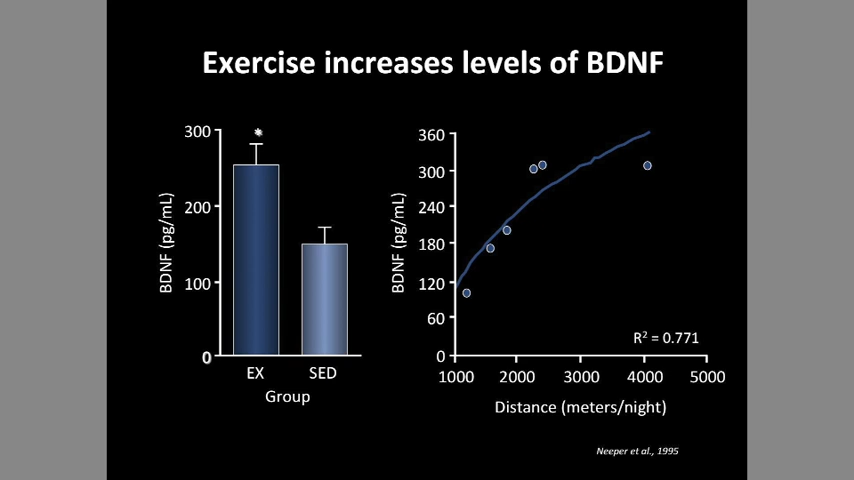 Exercise increases levels of BDNF
300
200
100
0
BDNF (pg/mL)
*
EX
SED
Group
360
300
240
180
120
60
0
BDNF (pg/mL)
R² = 0.771
1000 2000 3000 4000 5000
Distance (meters/night)
Neeper et al., 1995